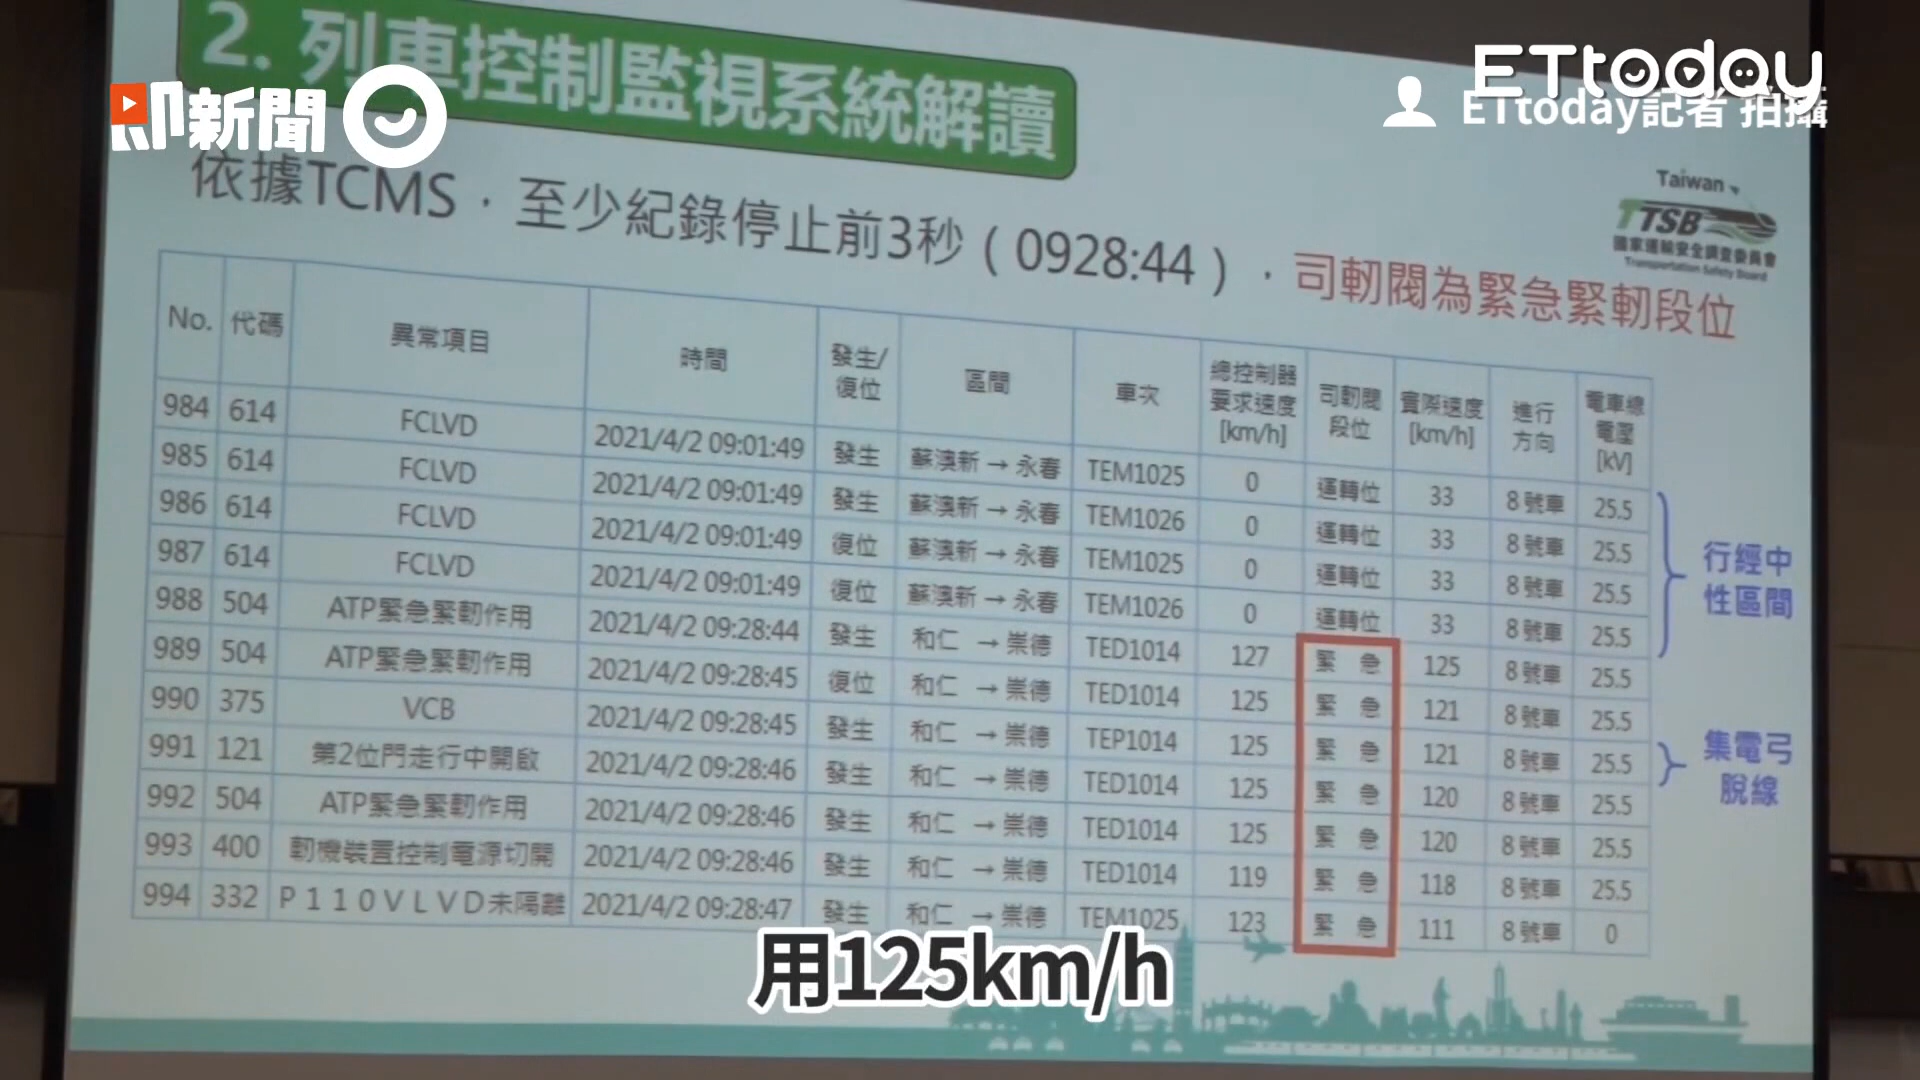 2. 列車控制監視系統解讀
即新聞
ETtoday
ETtoday記者 拍攝
依據TCMS，至少紀錄停止前3秒（0928:44），司軔閥為緊急緊軔段位
Taiwan
TTSB
國家運輸安全調查委員會
Transportation Safety Board
No. 代碼 異常項目 時間 發生/復位 區間 車次 總控制器要求速度[km/h] 司軔閥段位 實際速度[km/h] 進行方向 電車線電壓[kV]
984 614 FCLVD 2021/4/2 09:01:49 發生 蘇澳新→永春 TEM1025 0 運轉位 33 8號車 25.5
985 614 FCLVD 2021/4/2 09:01:49 發生 蘇澳新→永春 TEM1026 0 運轉位 33 8號車 25.5
986 614 FCLVD 2021/4/2 09:01:49 復位 蘇澳新→永春 TEM1025 0 運轉位 33 8號車 25.5
987 614 FCLVD 2021/4/2 09:01:49 復位 蘇澳新→永春 TEM1026 0 運轉位 33 8號車 25.5
988 504 ATP緊急緊軔作用 2021/4/2 09:28:44 發生 和仁 →崇德 TED1014 127 緊 急 125 8號車 25.5
989 504 ATP緊急緊軔作用 2021/4/2 09:28:45 復位 和仁 →崇德 TED1014 125 緊 急 121 8號車 25.5
990 375 VCB 2021/4/2 09:28:45 發生 和仁 →崇德 TEP1014 125 緊 急 121 8號車 25.5
991 121 第2位門走行中開啟 2021/4/2 09:28:46 發生 和仁 →崇德 TED1014 125 緊 急 120 8號車 25.5
992 504 ATP緊急緊軔作用 2021/4/2 09:28:46 發生 和仁 →崇德 TED1014 125 緊 急 120 8號車 25.5
993 400 軔機裝置控制電源切開 2021/4/2 09:28:46 發生 和仁 →崇德 TED1014 119 緊 急 118 8號車 25.5
994 332 P110VLVD未隔離 2021/4/2 09:28:47 發生 和仁 →崇德 TEM1025 123 緊 急 111 8號車 0
行經中性區間
集電弓脫線
用125km/h